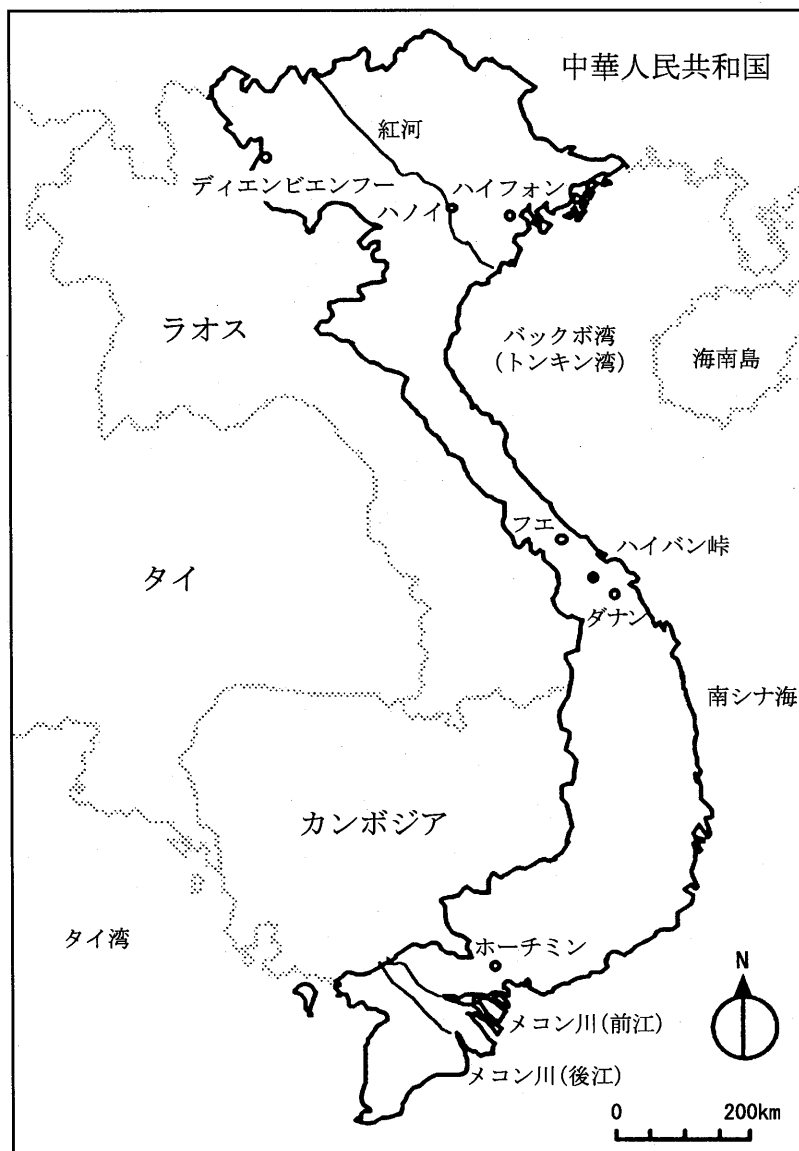 中華人民共和国
紅河
ディエンビエンフー
ハイフォン
ハノイ
ラオス
バックボ湾
(トンキン湾)
海南島
フエ
ハイバン峠
タイ
ダナン
南シナ海
カンボジア
タイ湾
ホーチミン
N
メコン川(前江)
メコン川(後江)
0 200km